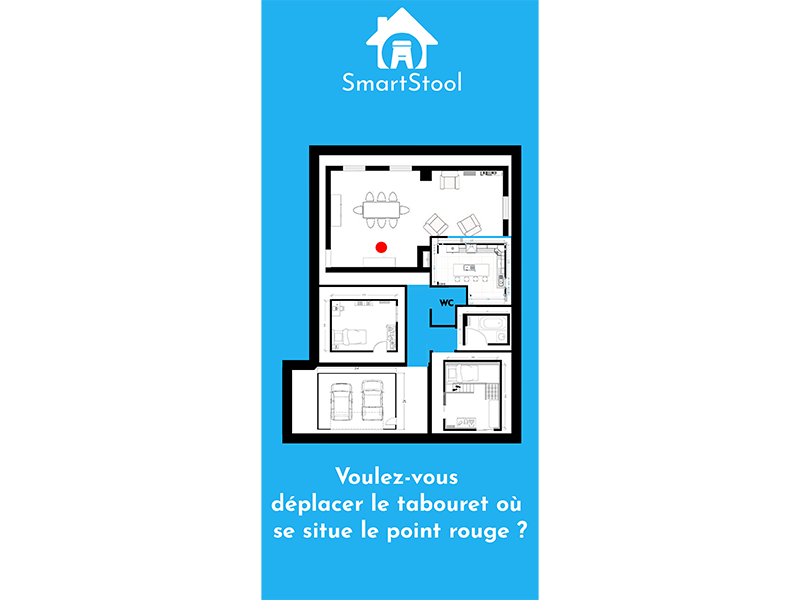 SmartStool
WC
Voulez-vous
déplacer le tabouret où
se situe le point rouge ?